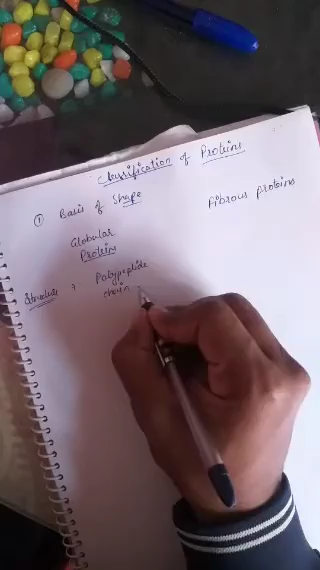 Classification of Proteins
① Basis of Shape
Globular Protein
Fibrous proteins
Structure :
Polypeptide
chain